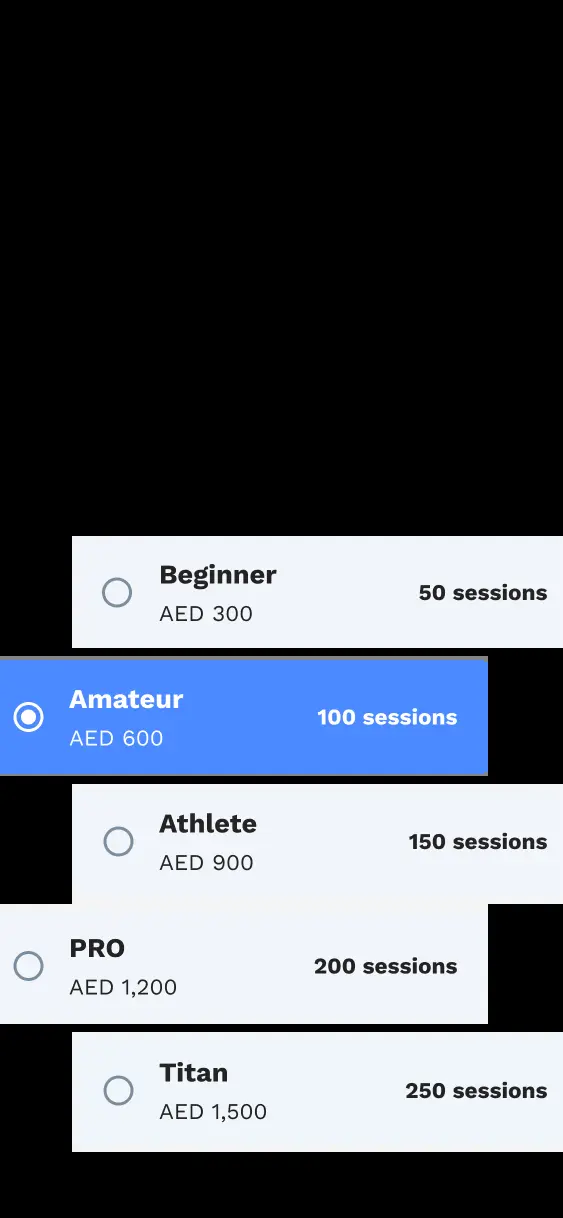 Beginner
AED 300
50 sessions
Amateur
AED 600
100 sessions
Athlete
AED 900
150 sessions
PRO
AED 1,200
200 sessions
Titan
AED 1,500
250 sessions